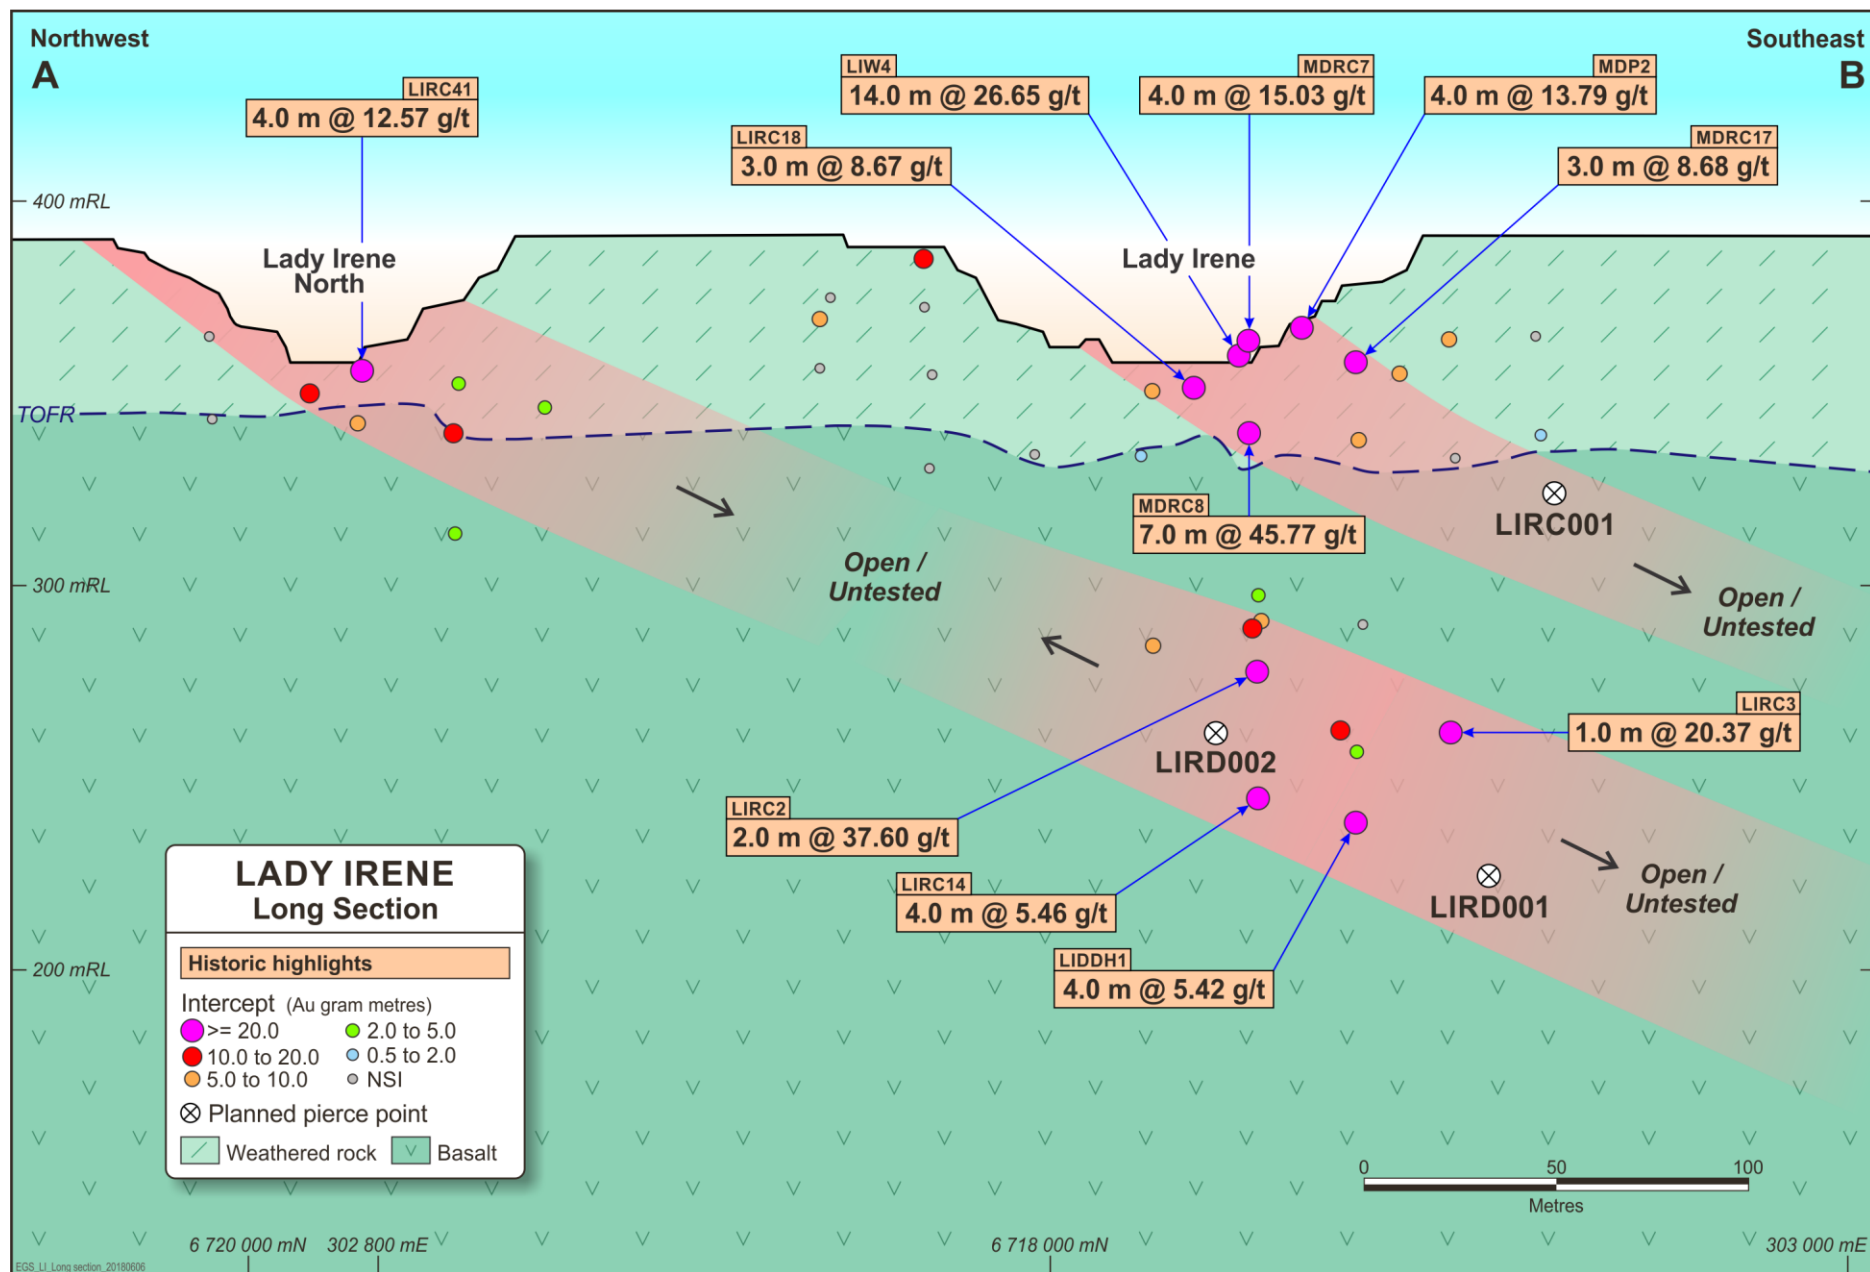 Northwest
A
Southeast
B
LIRC41
4.0 m @ 12.57 g/t
LIW4
14.0 m @ 26.65 g/t
MDRC7
4.0 m @ 15.03 g/t
MDP2
4.0 m @ 13.79 g/t
LIRC18
3.0 m @ 8.67 g/t
MDRC17
3.0 m @ 8.68 g/t
400 mRL
Lady Irene
North
Lady Irene
TOFR
MDRC8
7.0 m @ 45.77 g/t
LIRC001
Open /
Untested
300 mRL
Open /
Untested
LIRC3
1.0 m @ 20.37 g/t
LIRD002
LIRC2
2.0 m @ 37.60 g/t
LIRC14
4.0 m @ 5.46 g/t
LIRD001
Open /
Untested
LIDDH1
4.0 m @ 5.42 g/t
200 mRL
LADY IRENE
Long Section
Historic highlights
Intercept (Au gram metres)
>= 20.0
2.0 to 5.0
10.0 to 20.0
0.5 to 2.0
5.0 to 10.0
NSI
Planned pierce point
Weathered rock
Basalt
0 50 100
Metres
6 720 000 mN
302 800 mE
6 718 000 mN
303 000 mE
EGS_LI_Long section_20180606